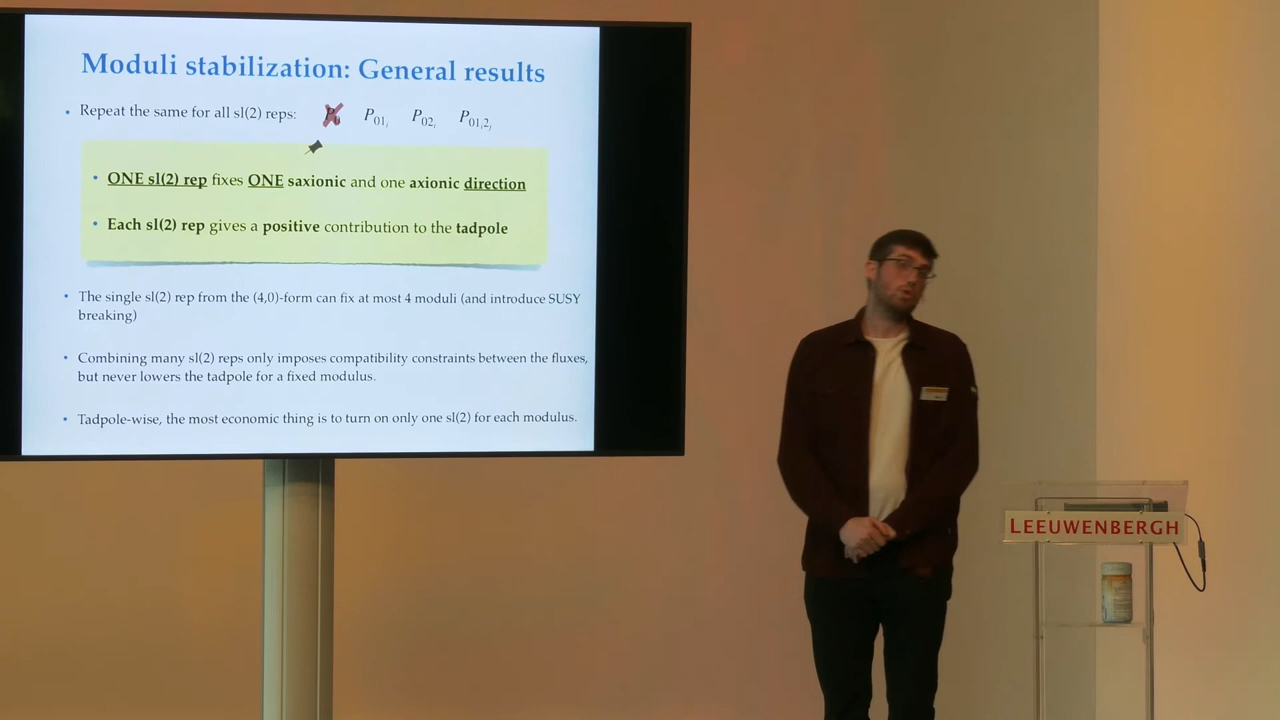 Moduli stabilization: General results
• Repeat the same for all sl(2) reps: P₀ P₀₁ᵢ P₀₂ᵢ P₀₁ᵢ₂ⱼ
• ONE sl(2) rep fixes ONE saxionic and one axionic direction
• Each sl(2) rep gives a positive contribution to the tadpole
• The single sl(2) rep from the (4,0)-form can fix at most 4 moduli (and introduce SUSY
breaking)
• Combining many sl(2) reps only imposes compatibility constraints between the fluxes,
but never lowers the tadpole for a fixed modulus.
• Tadpole-wise, the most economic thing is to turn on only one sl(2) for each modulus.
LEEUWENBERGH